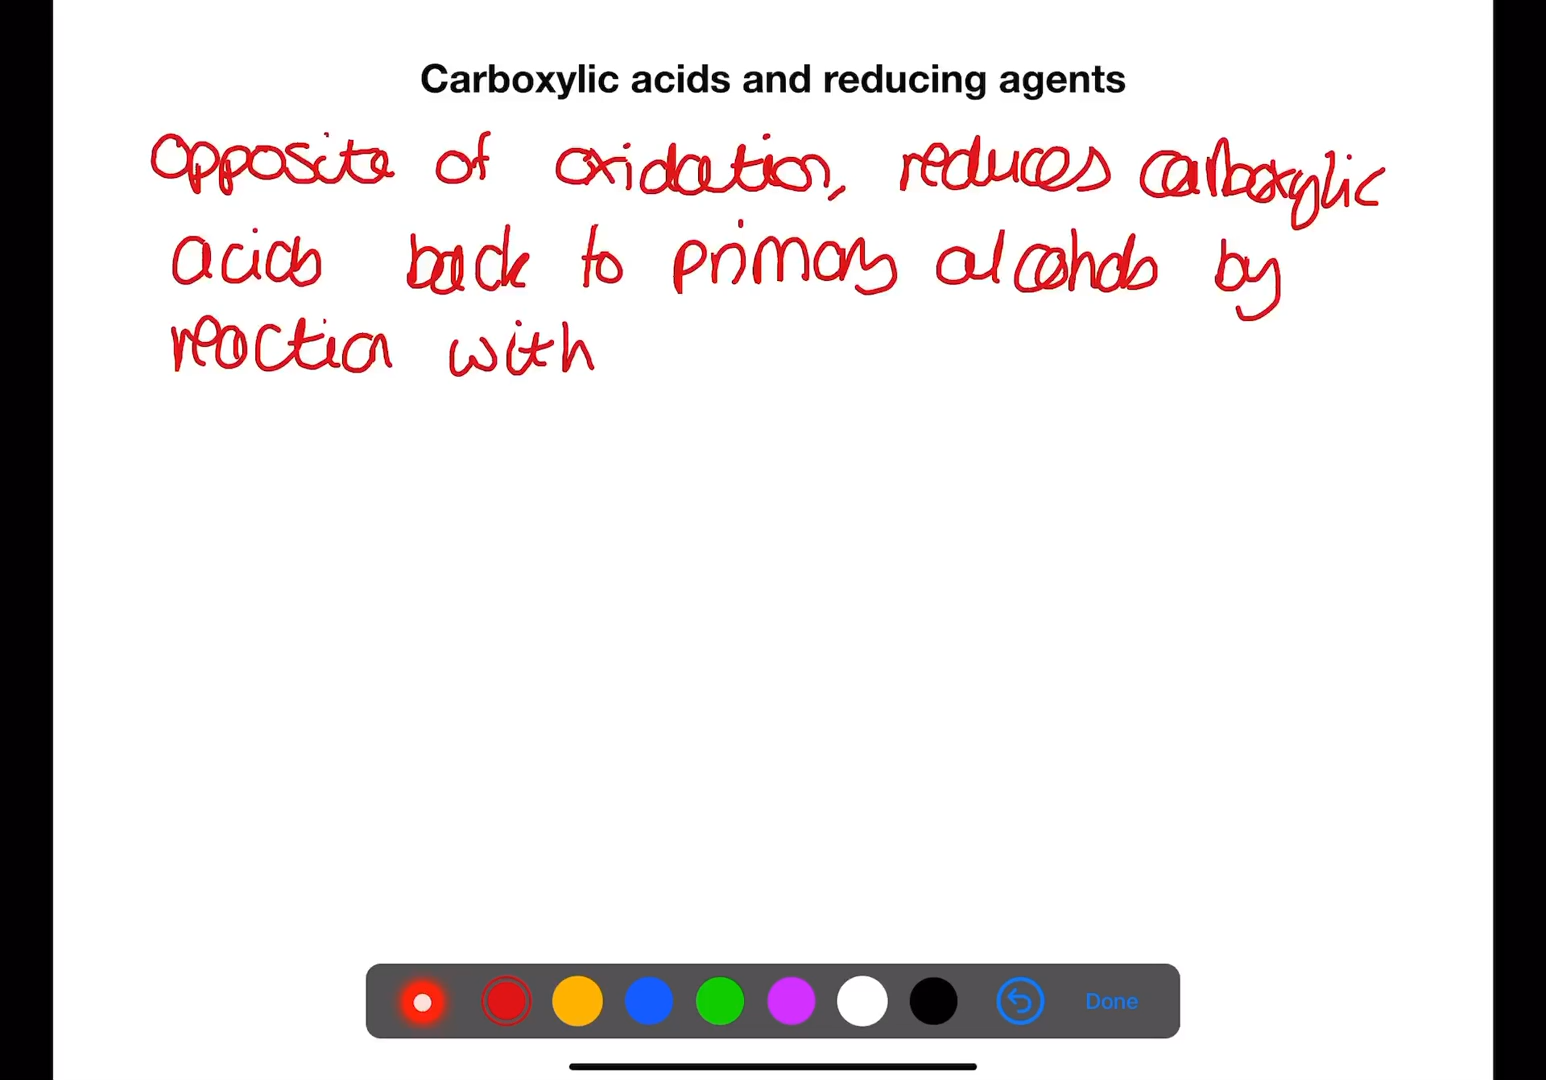 Carboxylic acids and reducing agents
Opposite of oxidation, reduces carboxylic
acids back to primary alcohols by
reaction with
Done